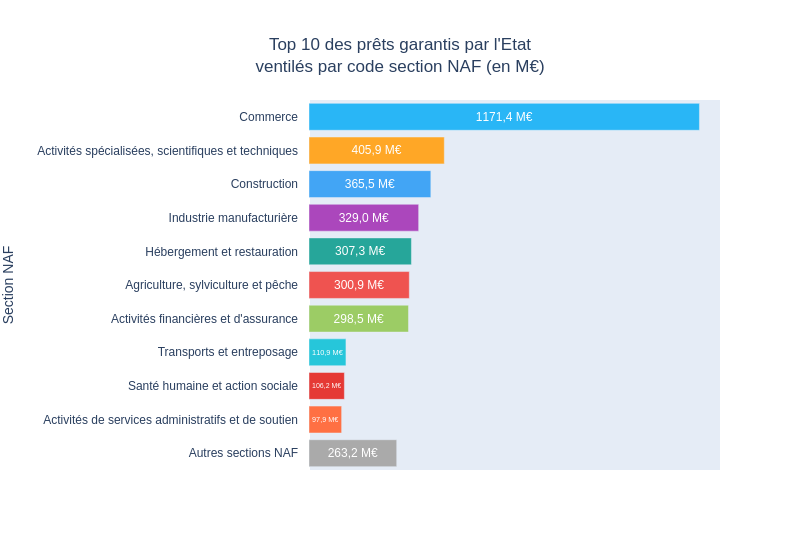 Top 10 des prêts garantis par l'Etat
ventilés par code section NAF (en M€)
Section NAF
Commerce 1171,4 M€
Activités spécialisées, scientifiques et techniques 405,9 M€
Construction 365,5 M€
Industrie manufacturière 329,0 M€
Hébergement et restauration 307,3 M€
Agriculture, sylviculture et pêche 300,9 M€
Activités financières et d'assurance 298,5 M€
Transports et entreposage 110,9 M€
Santé humaine et action sociale 106,2 M€
Activités de services administratifs et de soutien 97,9 M€
Autres sections NAF 263,2 M€